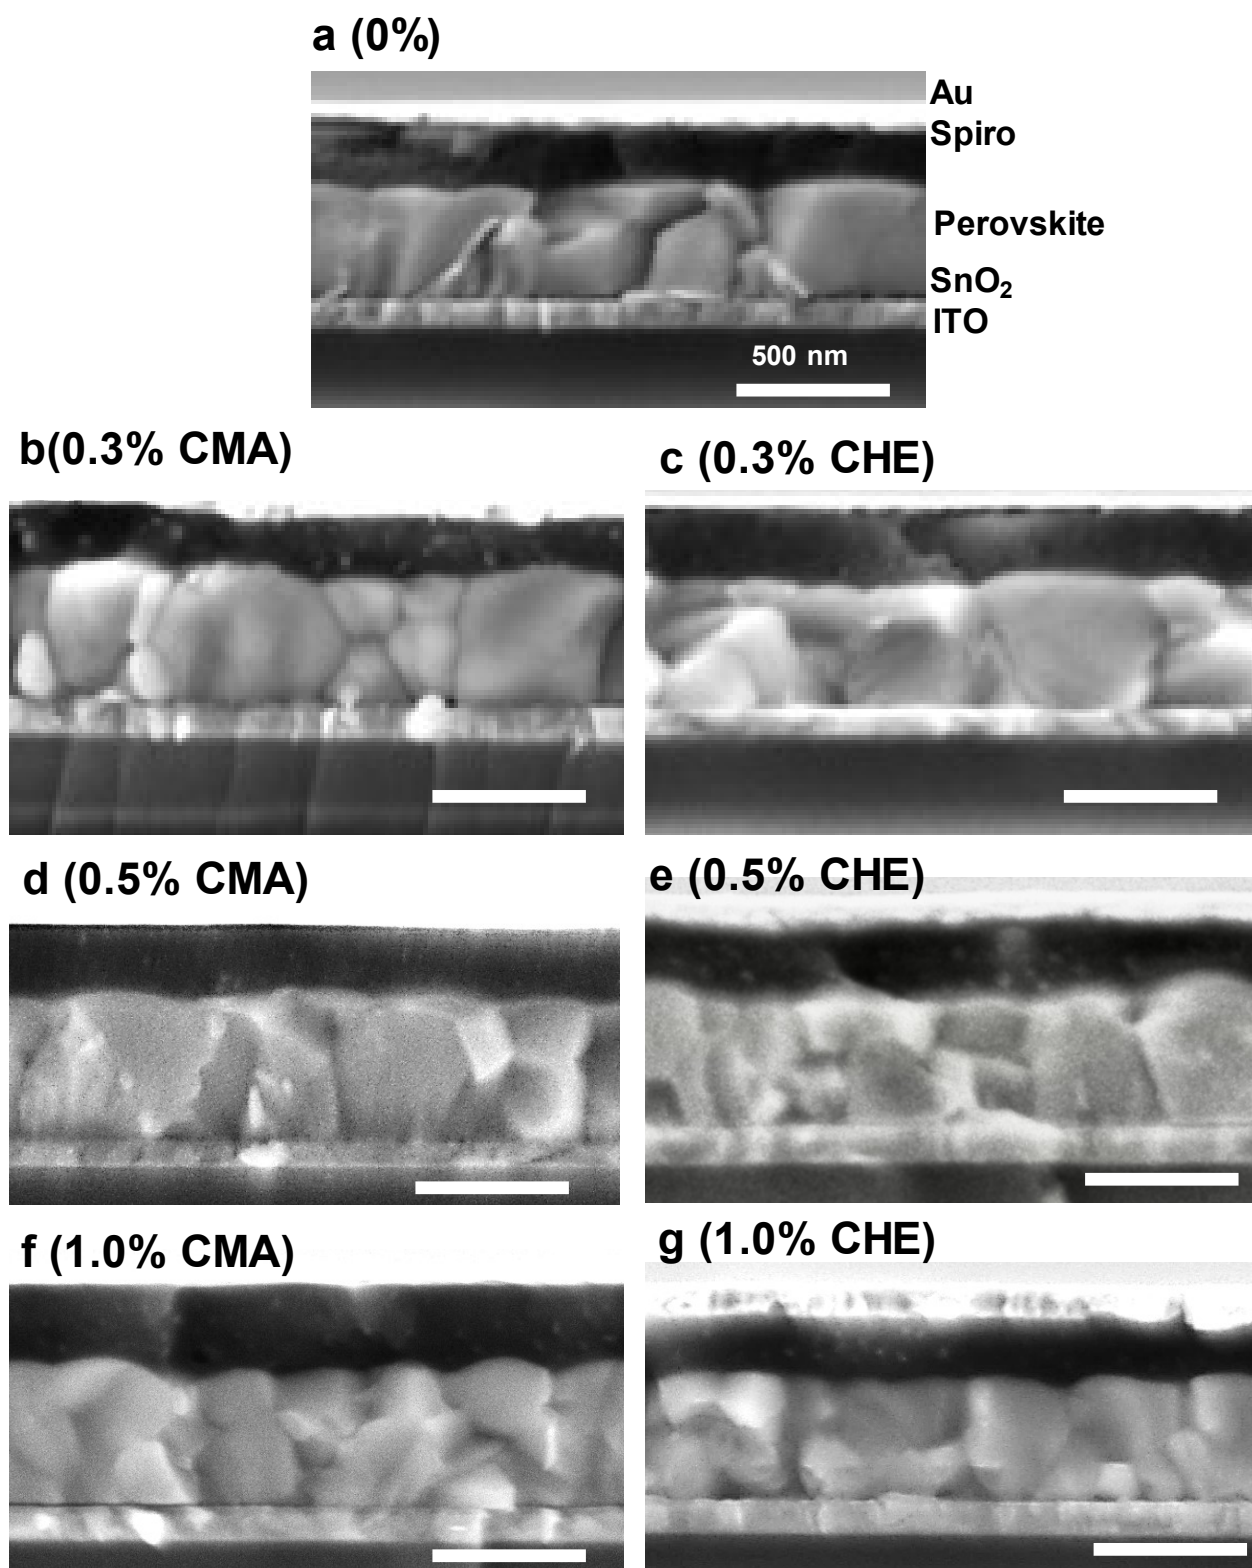 a (0%)
Au
Spiro
Perovskite
SnO₂
ITO
500 nm
b(0.3% CMA)
c (0.3% CHE)
d (0.5% CMA)
e (0.5% CHE)
f (1.0% CMA)
g (1.0% CHE)